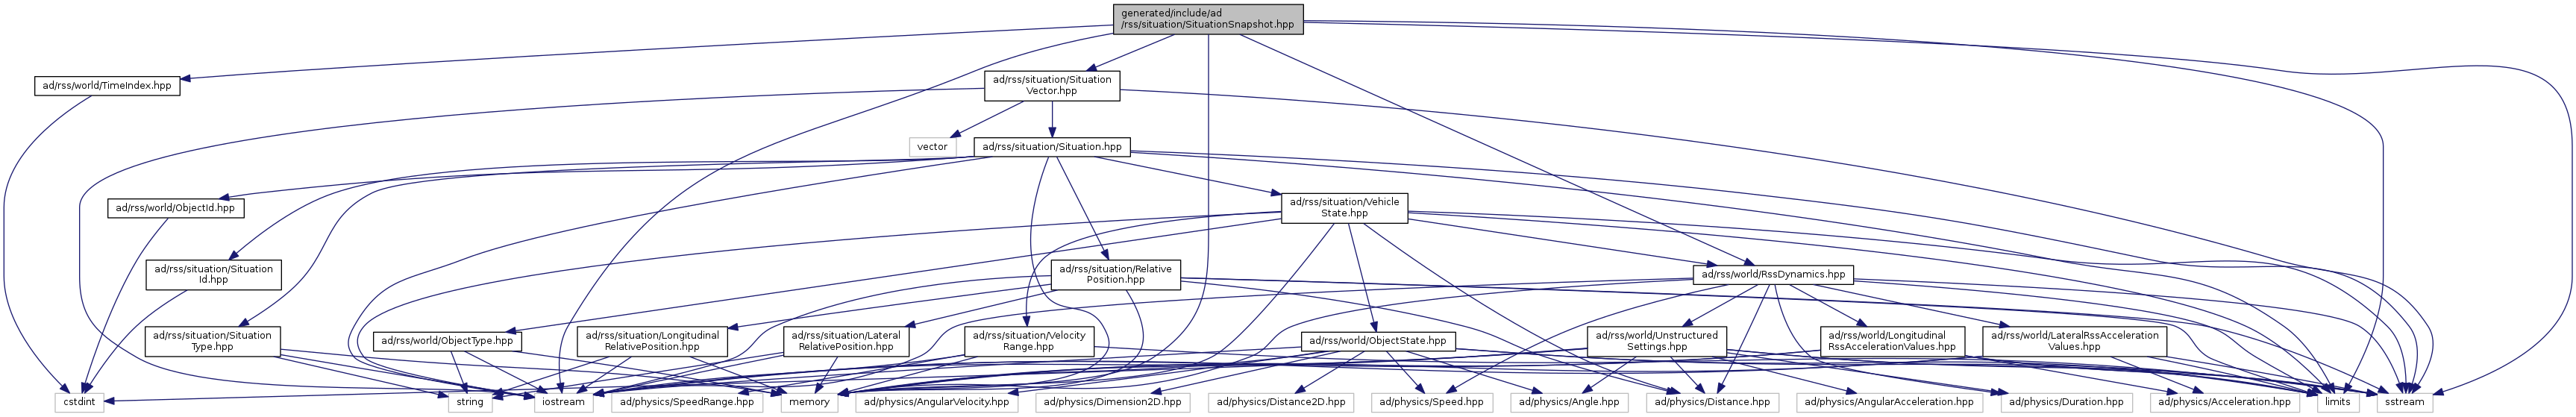 generated/include/ad
/rss/situation/SituationSnapshot.hpp
ad/rss/world/TimeIndex.hpp
ad/rss/situation/Situation
Vector.hpp
vector
ad/rss/situation/Situation.hpp
ad/rss/world/ObjectId.hpp
ad/rss/situation/Vehicle
State.hpp
ad/rss/situation/Situation
Id.hpp
ad/rss/situation/Relative
Position.hpp
ad/rss/world/RssDynamics.hpp
ad/rss/situation/Situation
Type.hpp
ad/rss/world/ObjectType.hpp
ad/rss/situation/Longitudinal
RelativePosition.hpp
ad/rss/situation/Lateral
RelativePosition.hpp
ad/rss/situation/Velocity
Range.hpp
ad/rss/world/ObjectState.hpp
ad/rss/world/Unstructured
Settings.hpp
ad/rss/world/Longitudinal
RssAccelerationValues.hpp
ad/rss/world/LateralRssAcceleration
Values.hpp
cstdint
string
iostream
ad/physics/SpeedRange.hpp
memory
ad/physics/AngularVelocity.hpp
ad/physics/Dimension2D.hpp
ad/physics/Distance2D.hpp
ad/physics/Speed.hpp
ad/physics/Angle.hpp
ad/physics/Distance.hpp
ad/physics/AngularAcceleration.hpp
ad/physics/Duration.hpp
ad/physics/Acceleration.hpp
limits
sstream